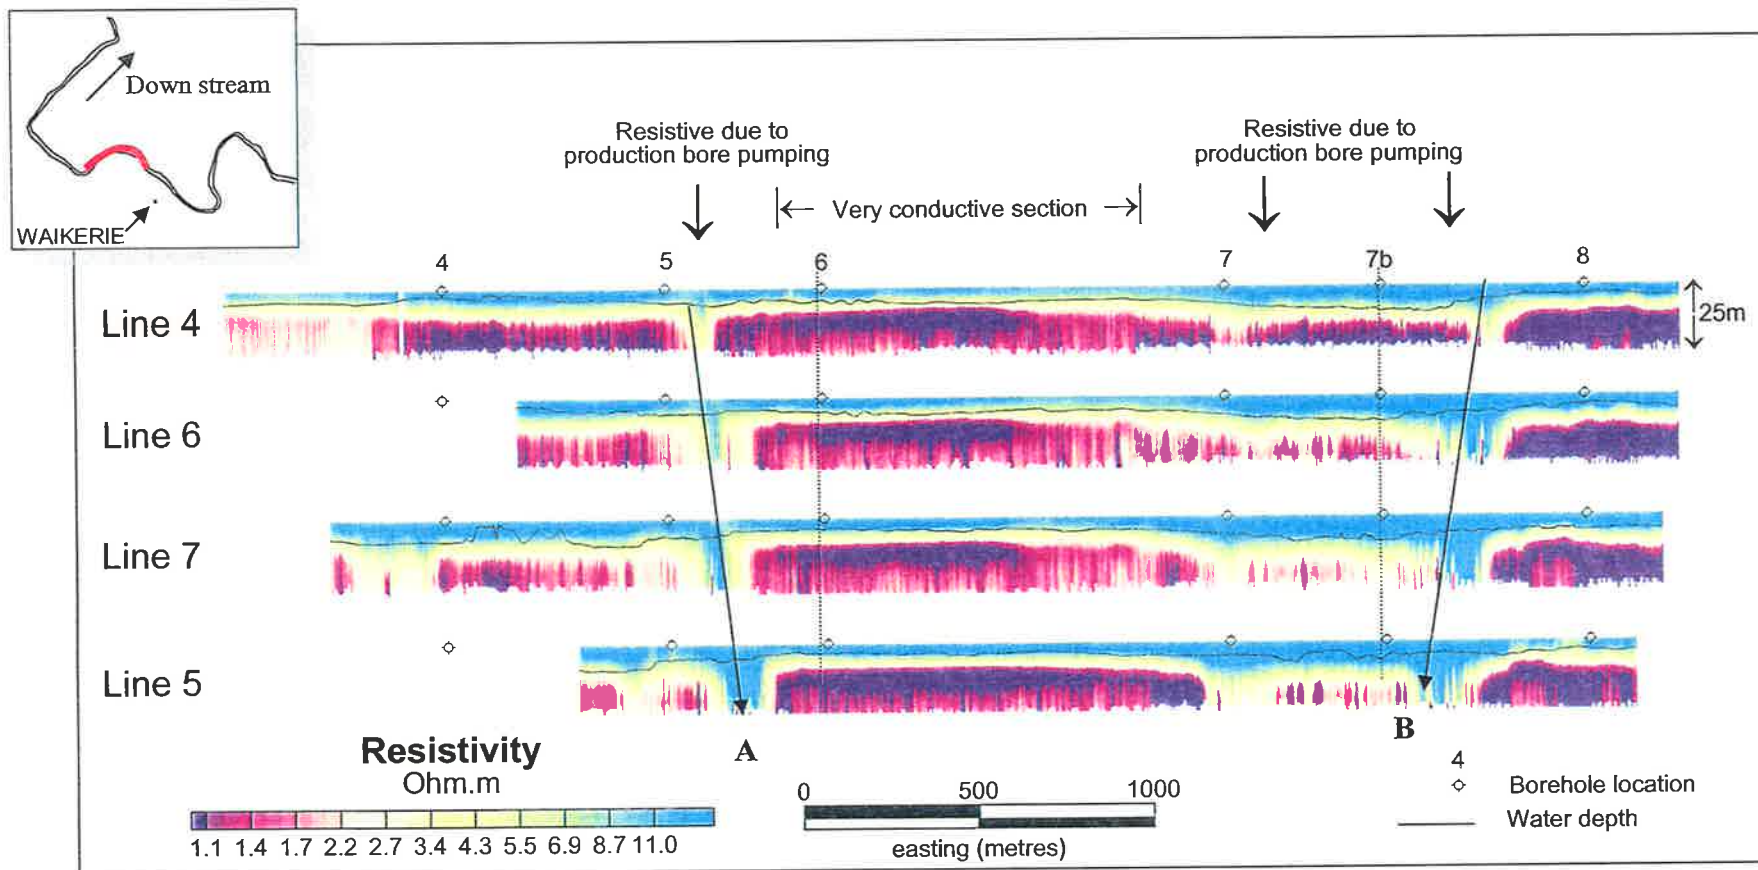 Down stream
WAIKERIE
Resistive due to
production bore pumping
Resistive due to
production bore pumping
Very conductive section
4 5 6 7 7b 8
Line 4
25m
Line 6
Line 7
Line 5
A
B
Resistivity
Ohm.m
1.1 1.4 1.7 2.2 2.7 3.4 4.3 5.5 6.9 8.7 11.0
0 500 1000
easting (metres)
4
Borehole location
Water depth